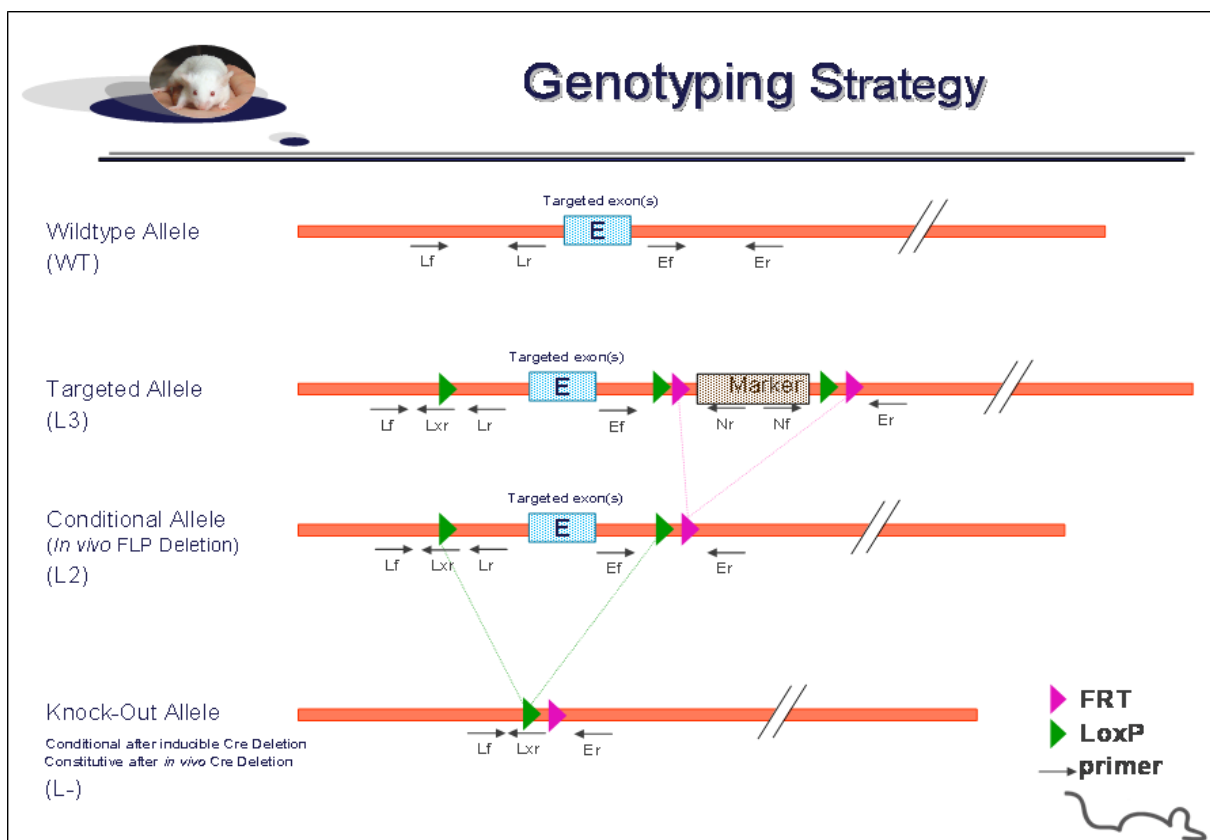 Genotyping Strategy
Targeted exon(s)
Wildtype Allele
(WT)
E
Lf Lr Ef Er
Targeted exon(s)
Targeted Allele
(L3)
E
Marker
Lf Lxr Lr Ef Nr Nf Er
Targeted exon(s)
Conditional Allele
(In vivo FLP Deletion)
(L2)
E
Lf Lxr Lr Ef Er
Knock-Out Allele
Conditional after inducible Cre Deletion
Constitutive after in vivo Cre Deletion
(L-)
Lf Lxr Er
FRT
LoxP
primer